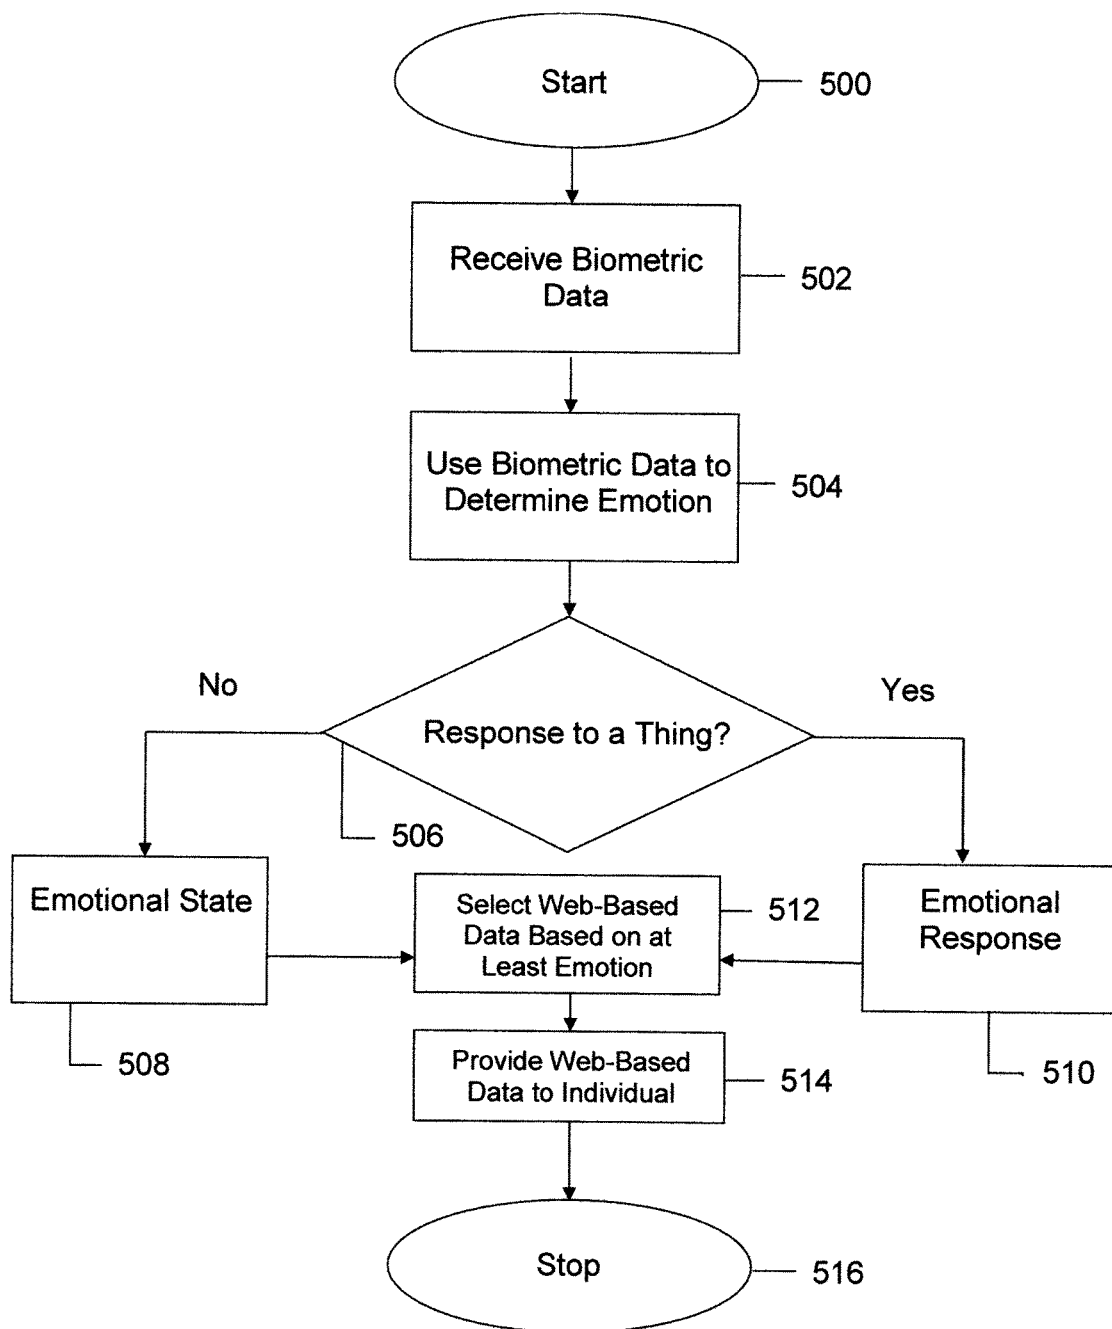 Start
500
Receive Biometric
Data
502
Use Biometric Data to
Determine Emotion
504
No
Yes
Response to a Thing?
506
Emotional State
508
Select Web-Based
Data Based on at
Least Emotion
512
Emotional
Response
510
Provide Web-Based
Data to Individual
514
Stop
516